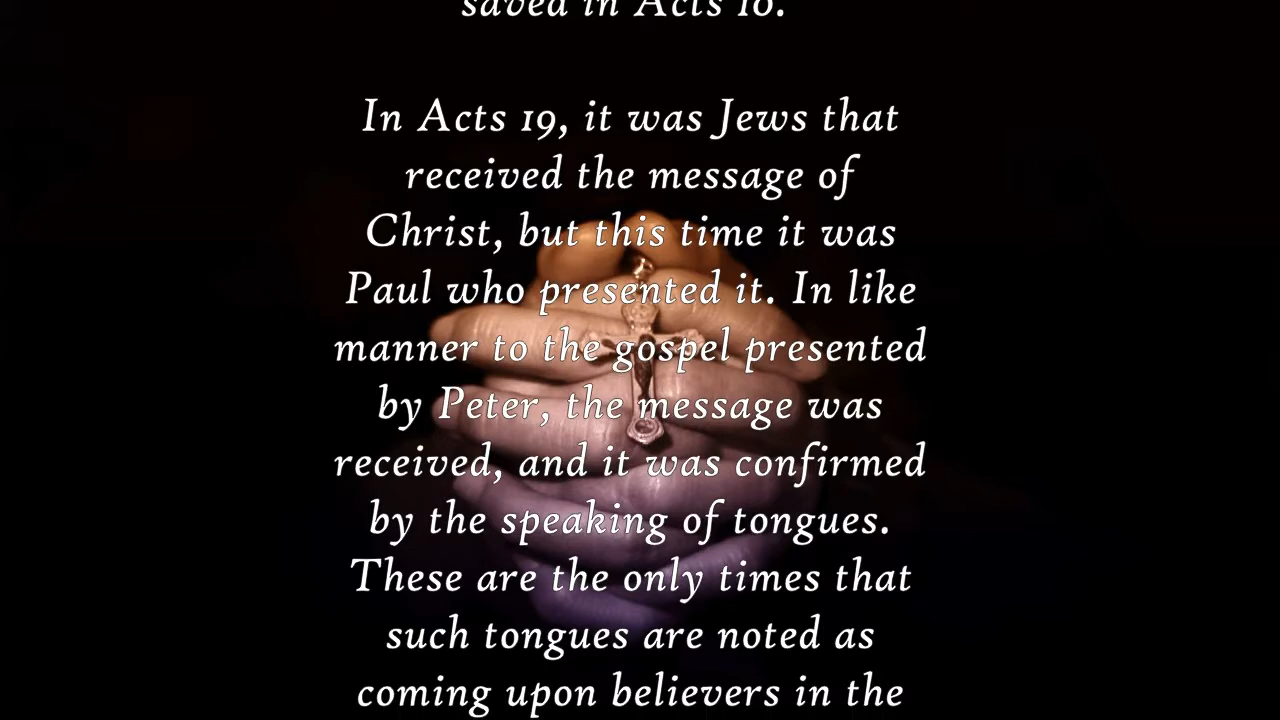 saved in Acts 10.
In Acts 19, it was Jews that
received the message of
Christ, but this time it was
Paul who presented it. In like
manner to the gospel presented
by Peter, the message was
received, and it was confirmed
by the speaking of tongues.
These are the only times that
such tongues are noted as
coming upon believers in the